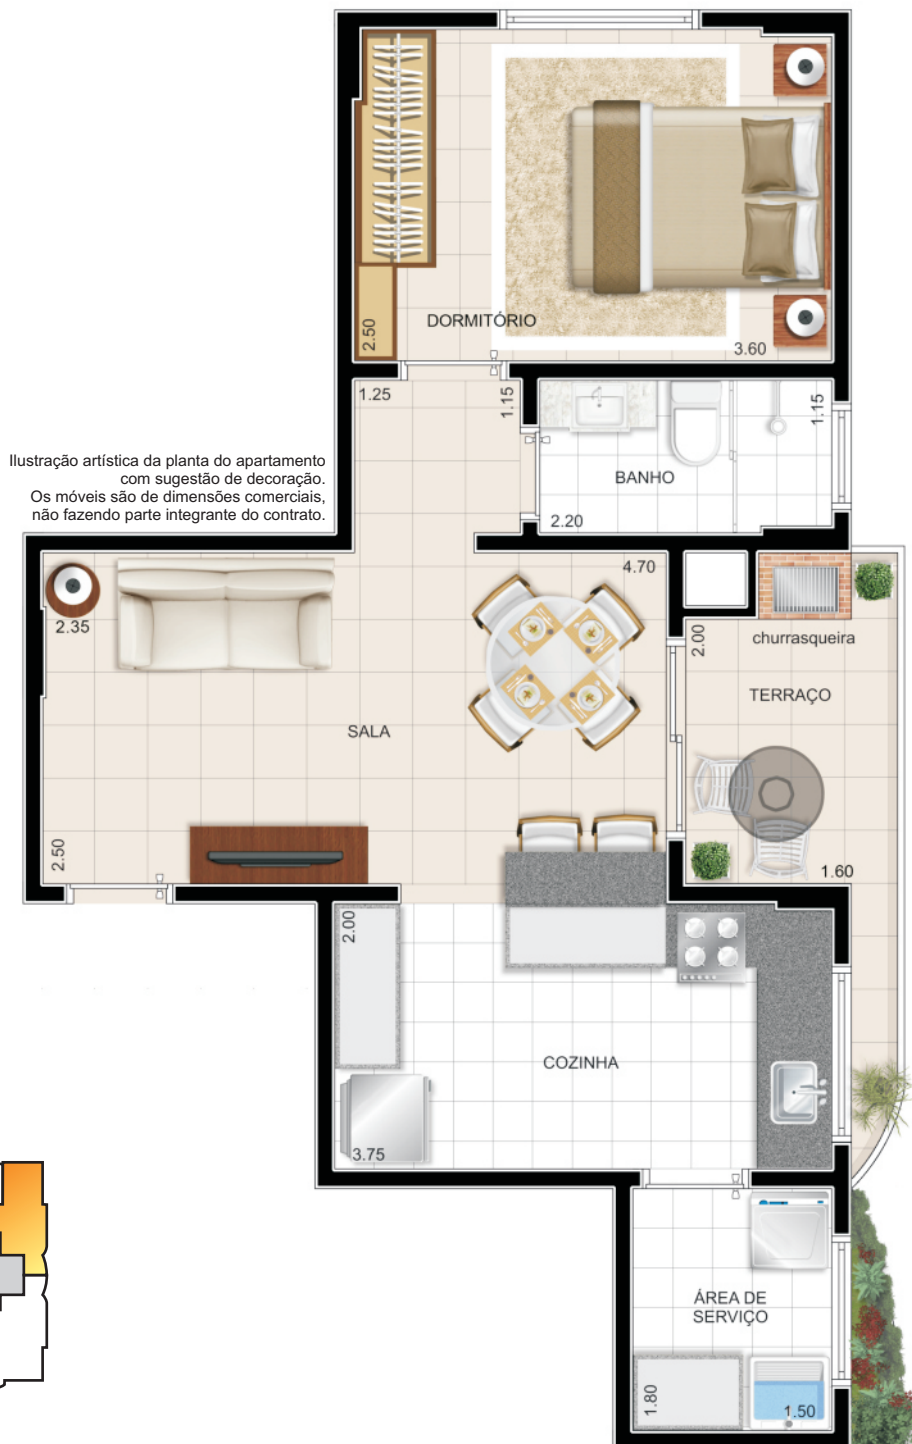 DORMITÓRIO
2.50
3.60
1.25
1.15
1.15
BANHO
2.20
Ilustração artística da planta do apartamento
com sugestão de decoração.
Os móveis são de dimensões comerciais,
não fazendo parte integrante do contrato.
4.70
2.35
SALA
2.50
2.00
churrasqueira
TERRAÇO
1.60
2.00
COZINHA
3.75
ÁREA DE
SERVIÇO
1.80
1.50